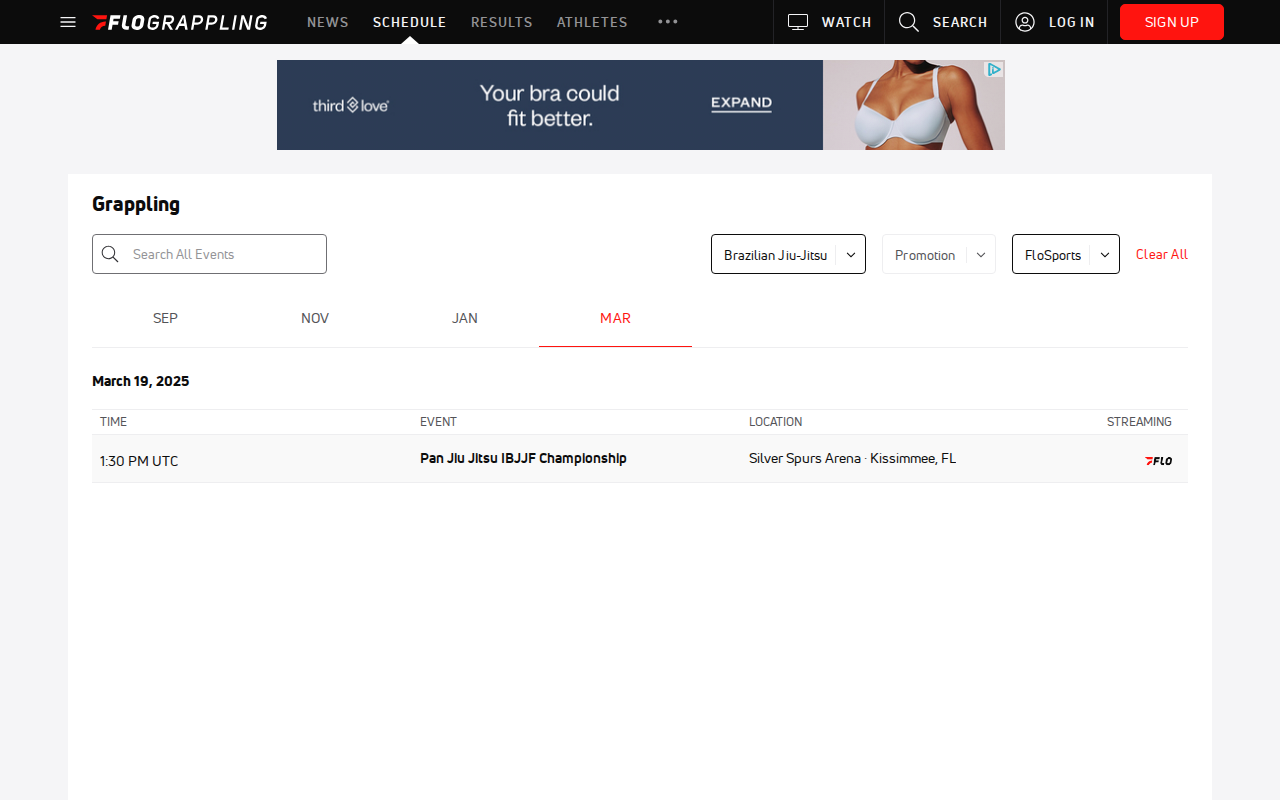 FLOGRAPPLING NEWS SCHEDULE RESULTS ATHLETES ••• WATCH SEARCH LOG IN SIGN UP
third love Your bra could fit better. EXPAND
Grappling
Search All Events Brazilian Jiu-Jitsu Promotion FloSports Clear All
SEP NOV JAN MAR
March 19, 2025
TIME EVENT LOCATION STREAMING
1:30 PM UTC Pan Jiu Jitsu IBJJF Championship Silver Spurs Arena · Kissimmee, FL FLO